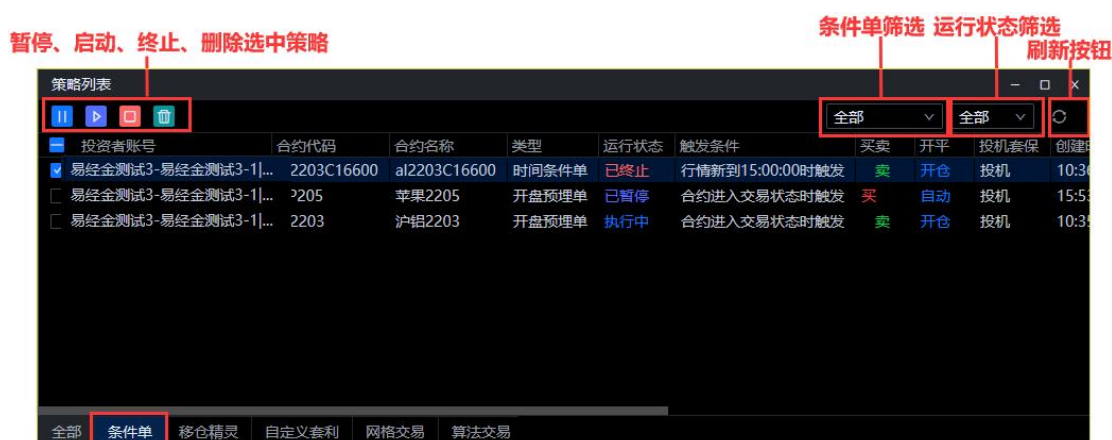 条件单筛选 运行状态筛选
暂停、启动、终止、删除选中策略
刷新按钮
策略列表
全部 全部
投资者账号 合约代码 合约名称 类型 运行状态 触发条件 买卖 开平 投机套保 创建
易经金测试3-易经金测试3-1|... 2203C16600 al2203C16600 时间条件单 已终止 行情新到15:00:00时触发 卖 开仓 投机 10:36
易经金测试3-易经金测试3-1|... 205 苹果2205 开盘预埋单 已暂停 合约进入交易状态时触发 买 自动 投机 15:53
易经金测试3-易经金测试3-1|... 2203 沪铝2203 开盘预埋单 执行中 合约进入交易状态时触发 卖 开仓 投机 10:35
全部 条件单 移仓精灵 自定义套利 网格交易 算法交易